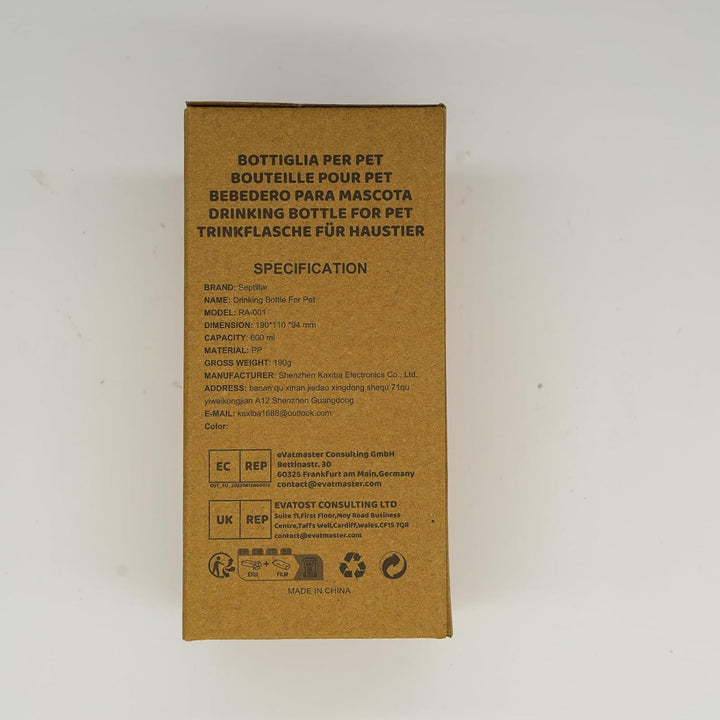 BOTTIGLIA PER PET
BOUTEILLE POUR PET
BEBEDERO PARA MASCOTA
DRINKING BOTTLE FOR PET
TRINKFLASCHE FÜR HAUSTIER
SPECIFICATION
BRAND: Septillar
NAME: Drinking Bottle For Pet
MODEL: RA-001
DIMENSION: 190*110 *94 mm
CAPACITY: 600 ml
MATERIAL: PP
GROSS WEIGHT: 190g
MANUFACTURER: Shenzhen Kaxiba Electronics Co., Ltd.
ADDRESS: baoan qu xinan jiedao xingdong shequ 71qu
yiweikongjian A12 Shenzhen Guangdong
E-MAIL: kaxiba1688@outlook.com
Color:
EC REP
eVatmaster Consulting GmbH
Bettinastr. 30
60325 Frankfurt am Main,Germany
contact@evatmaster.com
UK REP
EVATOST CONSULTING LTD
Suite 11,First Floor,Moy Road Business
Centre,Taffs Well,Cardiff,Wales,CF15 7QR
contact@evatmaster.com
+ FILM
MADE IN CHINA